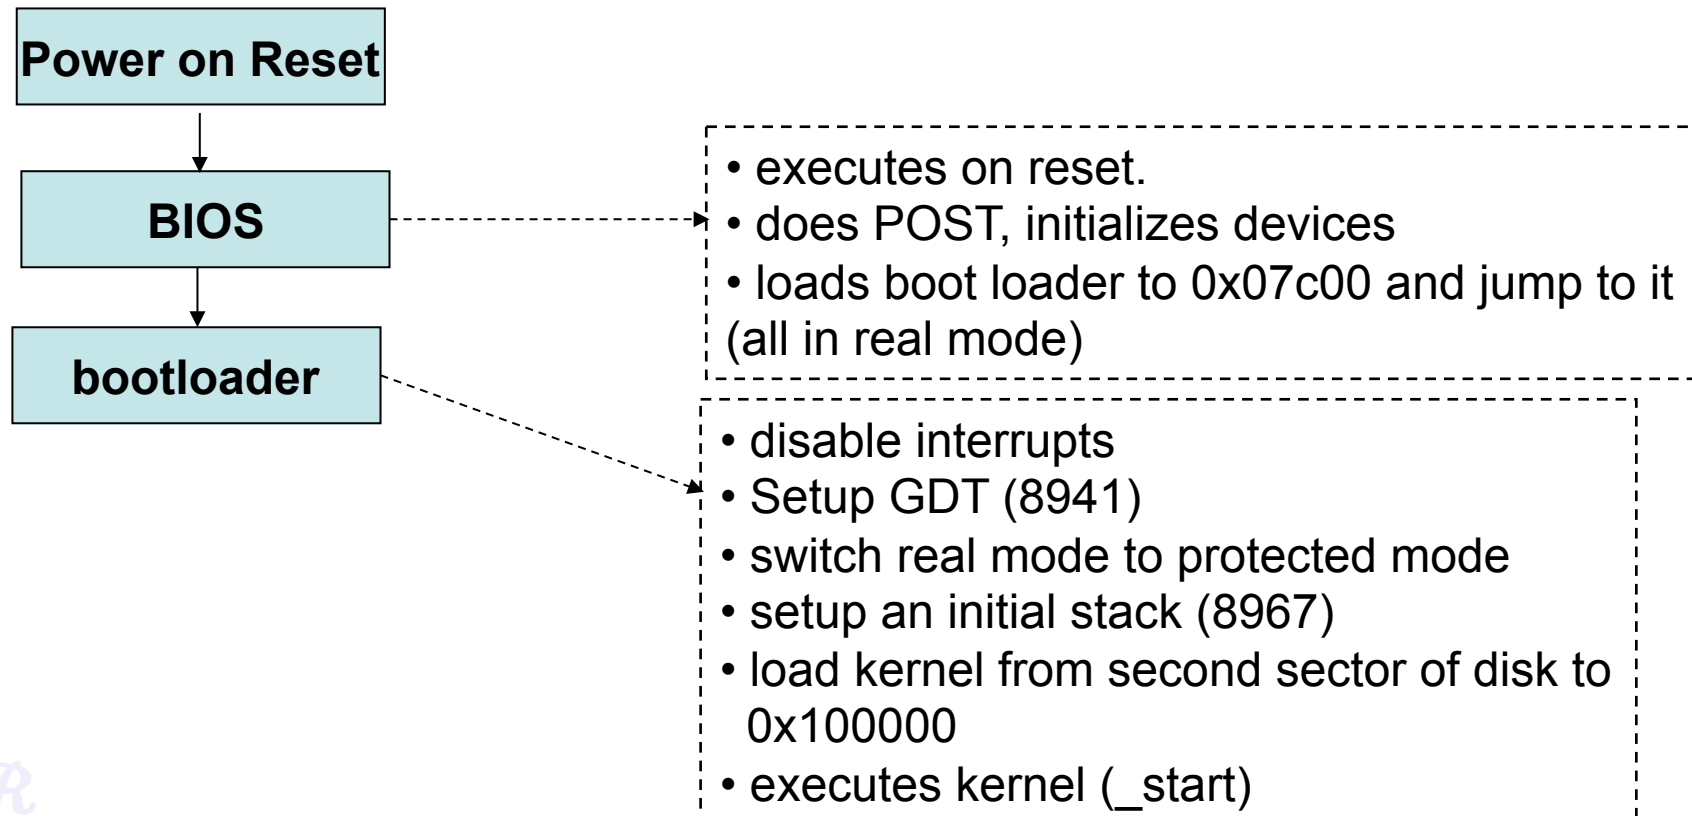 Power on Reset
BIOS
bootloader
• executes on reset.
• does POST, initializes devices
• loads boot loader to 0x07c00 and jump to it
(all in real mode)
• disable interrupts
• Setup GDT (8941)
• switch real mode to protected mode
• setup an initial stack (8967)
• load kernel from second sector of disk to
0x100000
• executes kernel (_start)
R